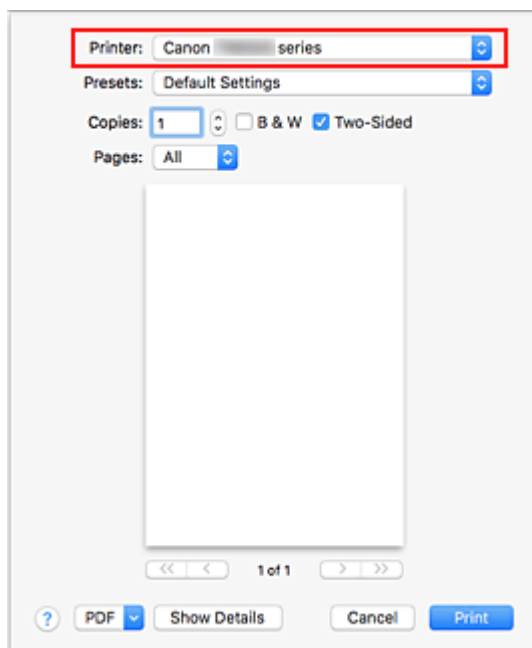 Printer: Canon series
Presets: Default Settings
Copies: 1 B & W Two-Sided
Pages: All
<< < 1 of 1 > >>
? PDF Show Details Cancel Print